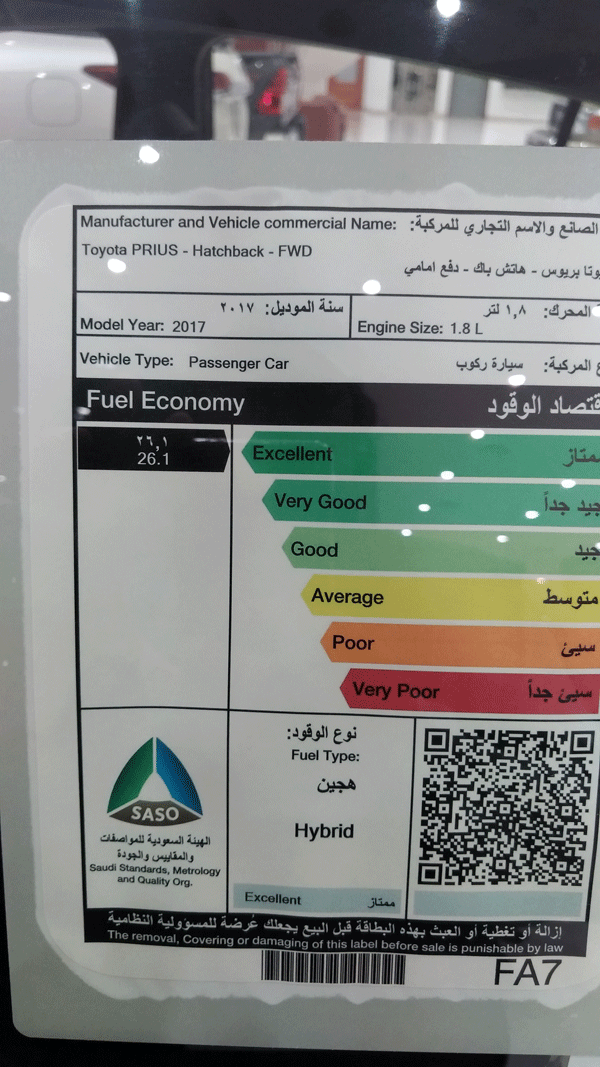 Manufacturer and Vehicle commercial Name: الصانع والاسم التجاري للمركبة:
Toyota PRIUS - Hatchback - FWD
بريوس - هاتش باك - دفع امامي
سنة الموديل: ٢٠١٧
Model Year: 2017
المحرك: ١,٨ لتر
Engine Size: 1.8 L
Vehicle Type: Passenger Car سيارة ركوب المركبة:
Fuel Economy الوقود
٢٦,١
26.1
Excellent ممتاز
Very Good جيد جداً
Good جيد
Average متوسط
Poor سيئ
Very Poor سيئ جداً
SASO
الهيئة السعودية للمواصفات
والمقاييس والجودة
Saudi Standards, Metrology
and Quality Org.
نوع الوقود:
Fuel Type:
هجين
Hybrid
Excellent ممتاز
إزالة أو تغطية أو العبث بهذه البطاقة قبل البيع يجعلك عُرضة للمسؤولية النظامية
The removal, Covering or damaging of this label before sale is punishable by law
FA7